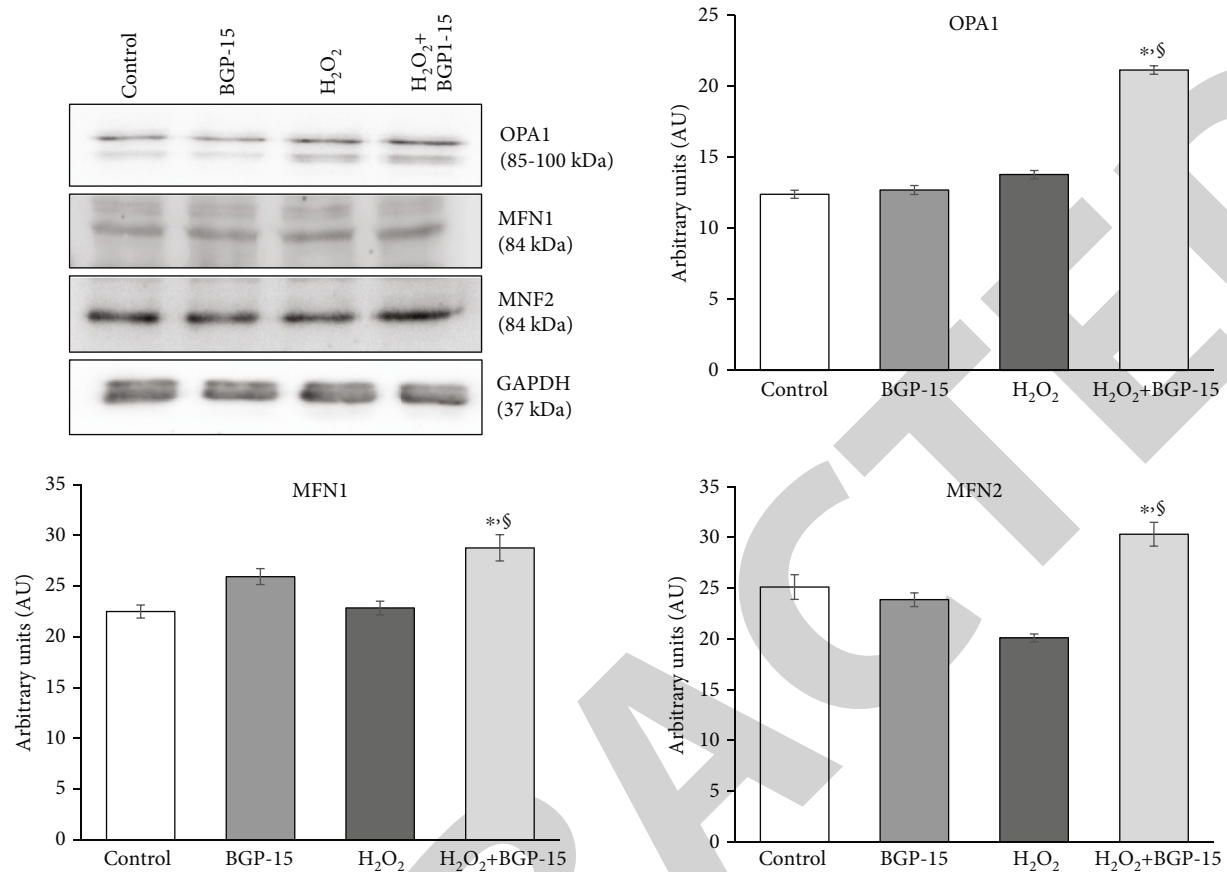 Control
BGP-15
H₂O₂
H₂O₂+
BGP1-15
OPA1
(85-100 kDa)
MFN1
(84 kDa)
MNF2
(84 kDa)
GAPDH
(37 kDa)
OPA1
Arbitrary units (AU)
25
20
15
10
5
0
*,§
Control BGP-15 H₂O₂ H₂O₂+BGP-15
MFN1
Arbitrary units (AU)
35
30
25
20
15
10
5
0
*,§
Control BGP-15 H₂O₂ H₂O₂+BGP-15
MFN2
Arbitrary units (AU)
35
30
25
20
15
10
5
0
*,§
Control BGP-15 H₂O₂ H₂O₂+BGP-15